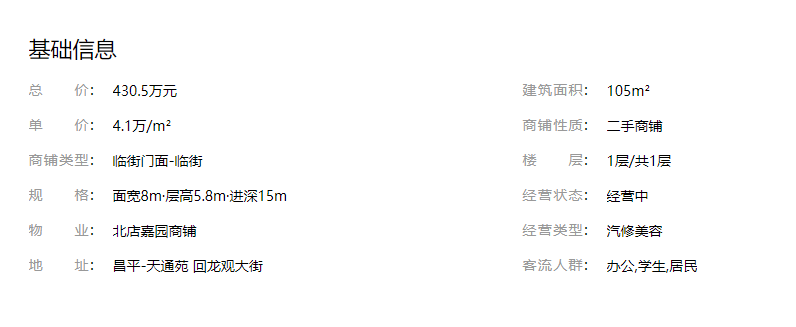 基础信息
总 价： 430.5万元 建筑面积： 105m²
单 价： 4.1万/m² 商铺性质： 二手商铺
商铺类型： 临街门面-临街 楼 层： 1层/共1层
规 格： 面宽8m·层高5.8m·进深15m 经营状态： 经营中
物 业： 北店嘉园商铺 经营类型： 汽修美容
地 址： 昌平-天通苑 回龙观大街 客流人群： 办公,学生,居民